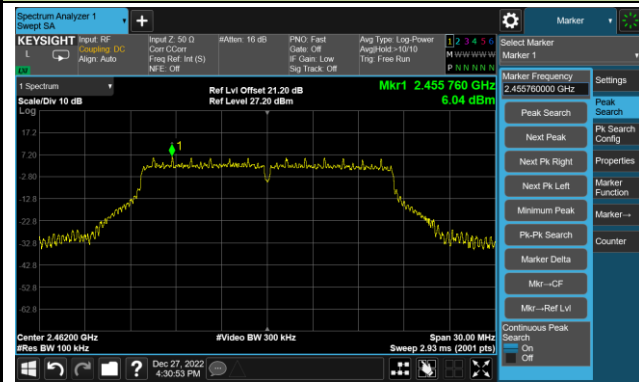 Spectrum Analyzer 1
Swept SA
+
Marker
KEYSIGHT
L
Input: RF
Coupling: DC
Align: Auto
Input Z: 50 Ω
Corr CCorr
Freq Ref: Int (S)
NFE: Off
#Atten: 16 dB
PNO: Fast
Gate: Off
IF Gain: Low
Sig Track: Off
Avg Type: Log-Power
Avg|Hold:>10/10
Trig: Free Run
1 2 3 4 5 6
M W W W W W
P N N N N N
Select Marker
Marker 1
1 Spectrum
Scale/Div 10 dB
Log
Ref Lvl Offset 21.20 dB
Ref Level 27.20 dBm
Mkr1 2.455 760 GHz
6.04 dBm
17.2
7.20
-2.80
-12.8
-22.8
-32.8
-42.8
-52.8
-62.8
1
Center 2.46200 GHz
#Res BW 100 kHz
#Video BW 300 kHz
Span 30.00 MHz
Sweep 2.93 ms (2001 pts)
Marker Frequency
2.455760000 GHz
Peak Search
Next Peak
Next Pk Right
Next Pk Left
Minimum Peak
Pk-Pk Search
Marker Delta
Mkr→CF
Mkr→Ref Lvl
Continuous Peak
Search
On
Off
Settings
Peak
Search
Pk Search
Config
Properties
Marker
Function
Marker→
Counter
?
Dec 27, 2022
4:30:53 PM